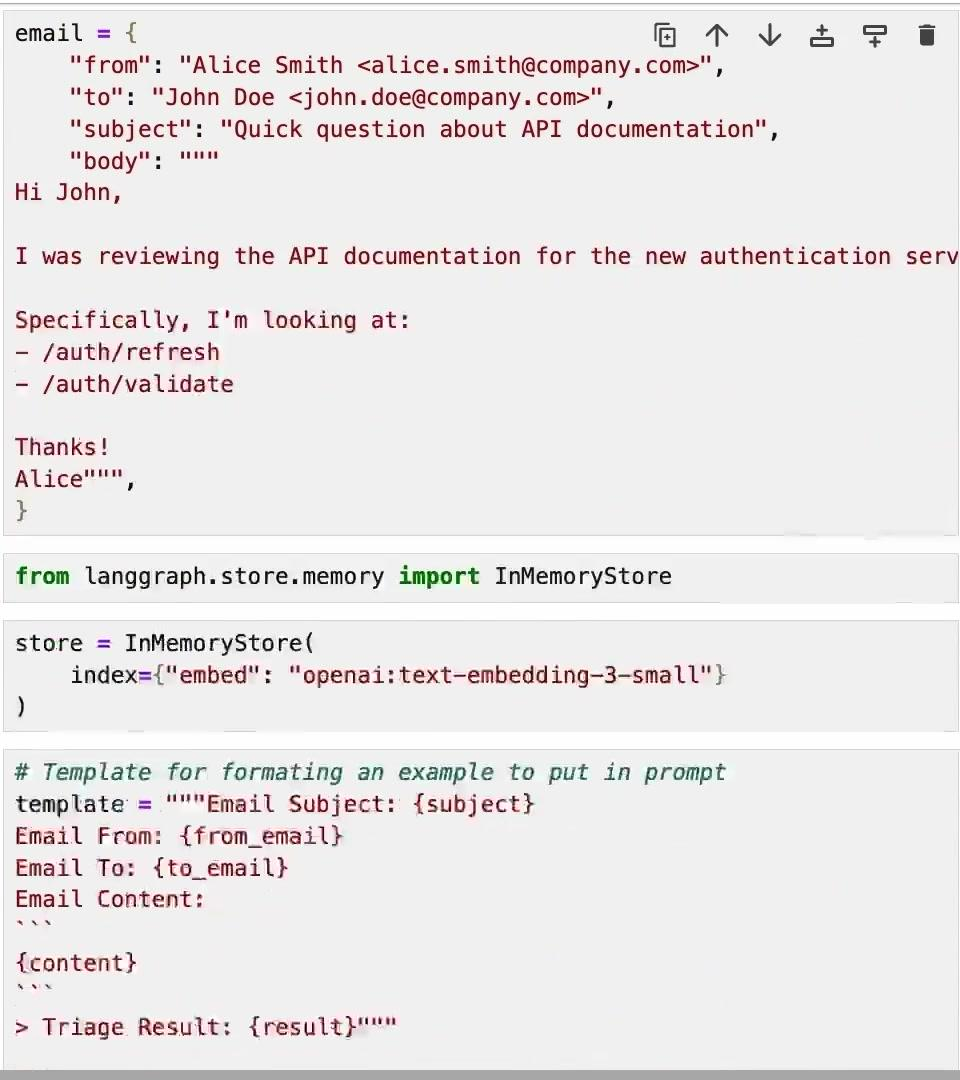 email = {
    "from": "Alice Smith <alice.smith@company.com>",
    "to": "John Doe <john.doe@company.com>",
    "subject": "Quick question about API documentation",
    "body": """
Hi John,

I was reviewing the API documentation for the new authentication serv

Specifically, I'm looking at:
- /auth/refresh
- /auth/validate

Thanks!
Alice""",
}
from langgraph.store.memory import InMemoryStore
store = InMemoryStore(
    index={"embed": "openai:text-embedding-3-small"}
)
# Template for formating an example to put in prompt
template = """Email Subject: {subject}
Email From: {from_email}
Email To: {to_email}
Email Content:
```
{content}
```
> Triage Result: {result}"""